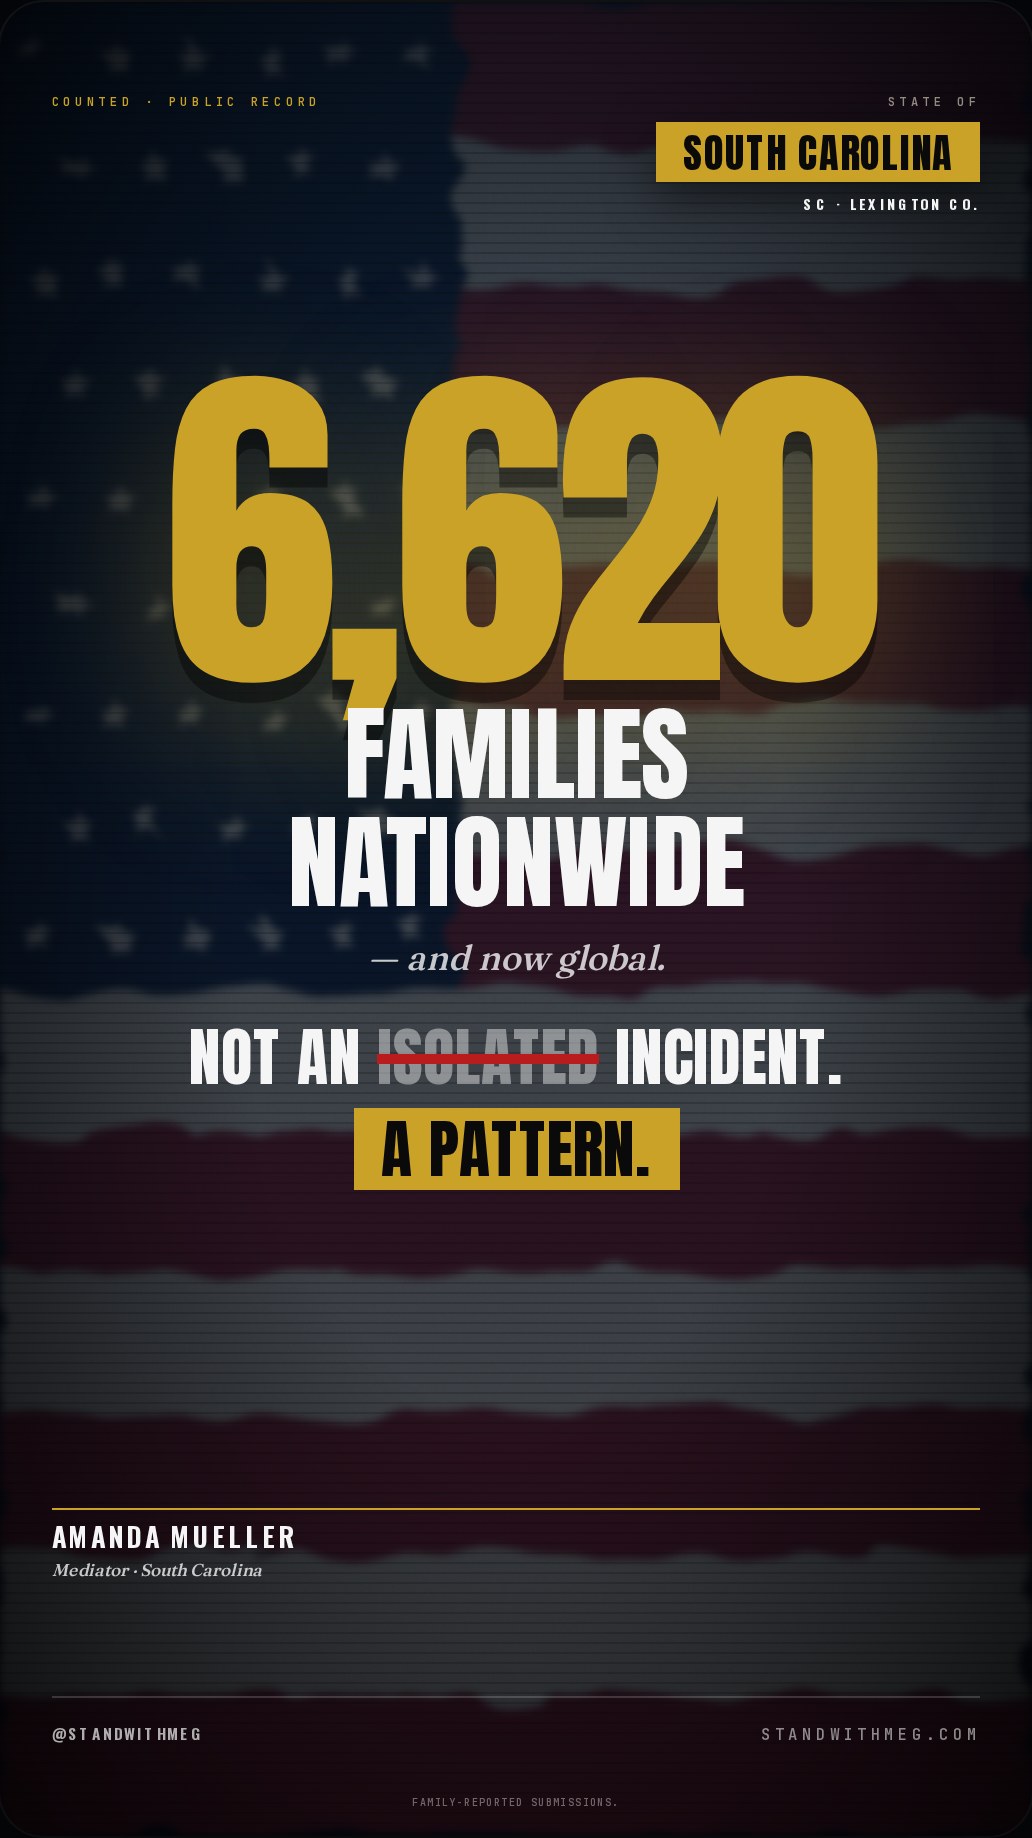 COUNTED · PUBLIC RECORD
STATE OF
SOUTH CAROLINA
SC · LEXINGTON CO.
6,620
FAMILIES
NATIONWIDE
— and now global.
NOT AN ISOLATED INCIDENT.
A PATTERN.
AMANDA MUELLER
Mediator · South Carolina
@STANDWITHMEG
STANDWITHMEG.COM
FAMILY-REPORTED SUBMISSIONS.